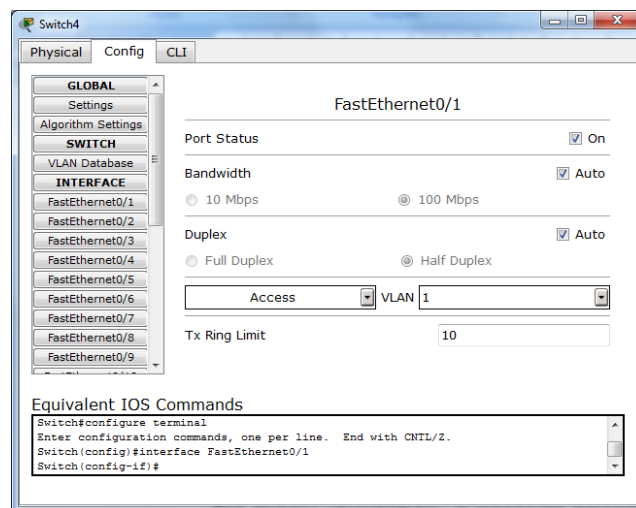 Switch4
Physical Config CLI
GLOBAL
Settings
Algorithm Settings
SWITCH
VLAN Database
INTERFACE
FastEthernet0/1
FastEthernet0/2
FastEthernet0/3
FastEthernet0/4
FastEthernet0/5
FastEthernet0/6
FastEthernet0/7
FastEthernet0/8
FastEthernet0/9
FastEthernet0/1
Port Status On
Bandwidth Auto
10 Mbps 100 Mbps
Duplex Auto
Full Duplex Half Duplex
Access VLAN 1
Tx Ring Limit 10
Equivalent IOS Commands
Switch#configure terminal
Enter configuration commands, one per line. End with CNTL/Z.
Switch(config)#interface FastEthernet0/1
Switch(config-if)#